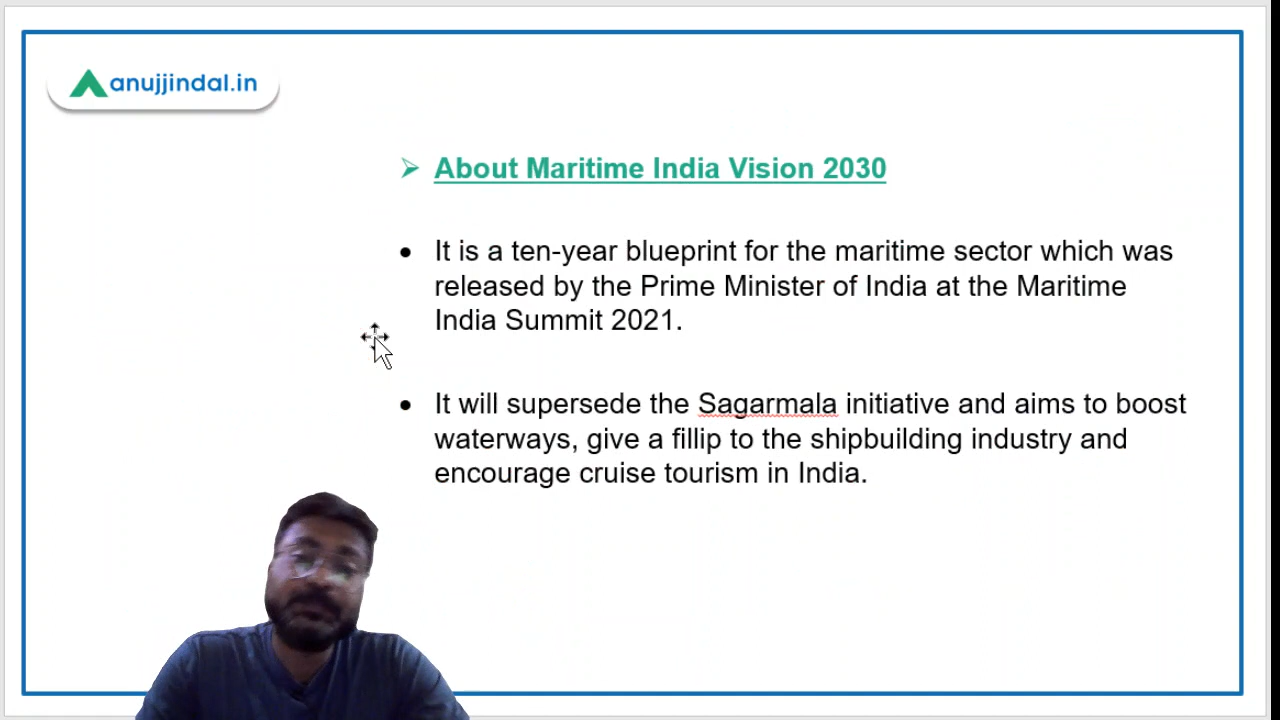 anujjindal.in
About Maritime India Vision 2030
It is a ten-year blueprint for the maritime sector which was
released by the Prime Minister of India at the Maritime
India Summit 2021.
It will supersede the Sagarmala initiative and aims to boost
waterways, give a fillip to the shipbuilding industry and
encourage cruise tourism in India.